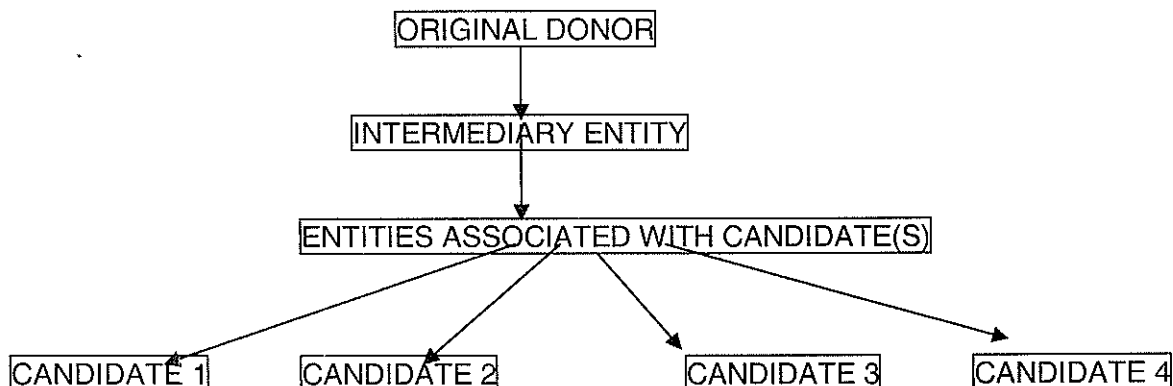 ORIGINAL DONOR
INTERMEDIARY ENTITY
ENTITIES ASSOCIATED WITH CANDIDATE(S)
CANDIDATE 1 CANDIDATE 2 CANDIDATE 3 CANDIDATE 4